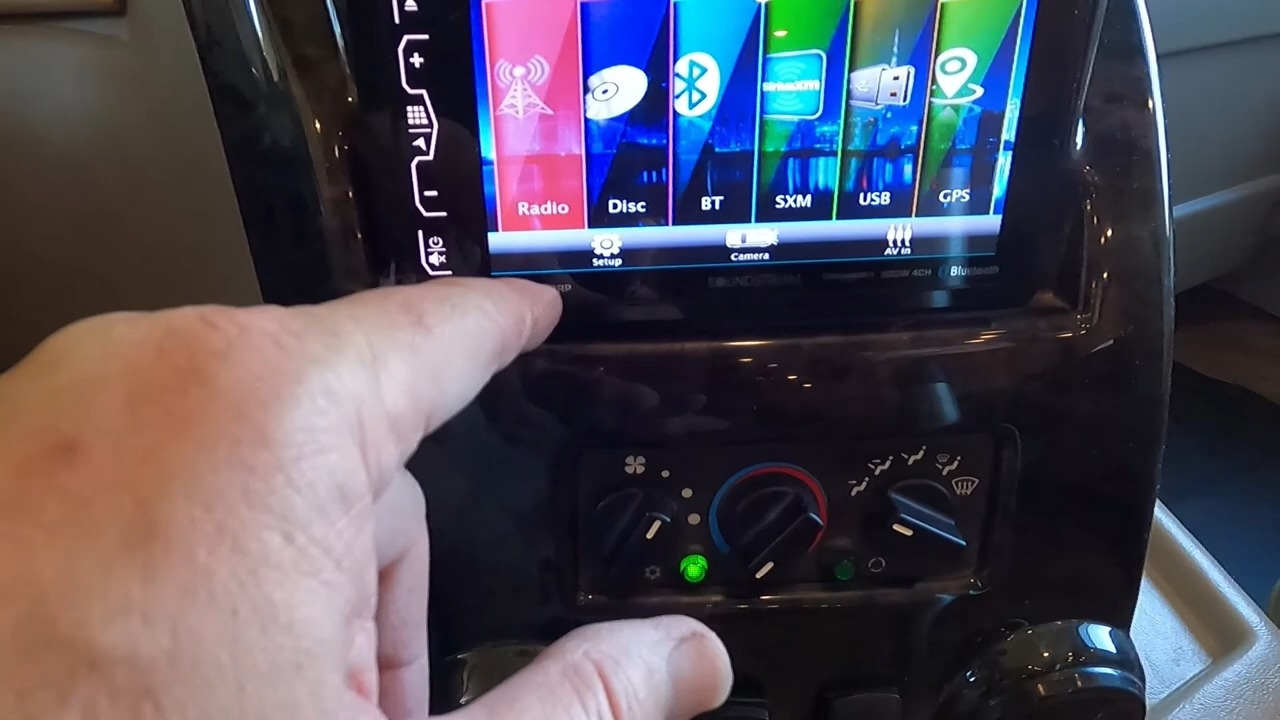 Radio
Disc
BT
SXM
USB
GPS
Setup
Camera
AV In
SOUNDSTREAM
Bluetooth